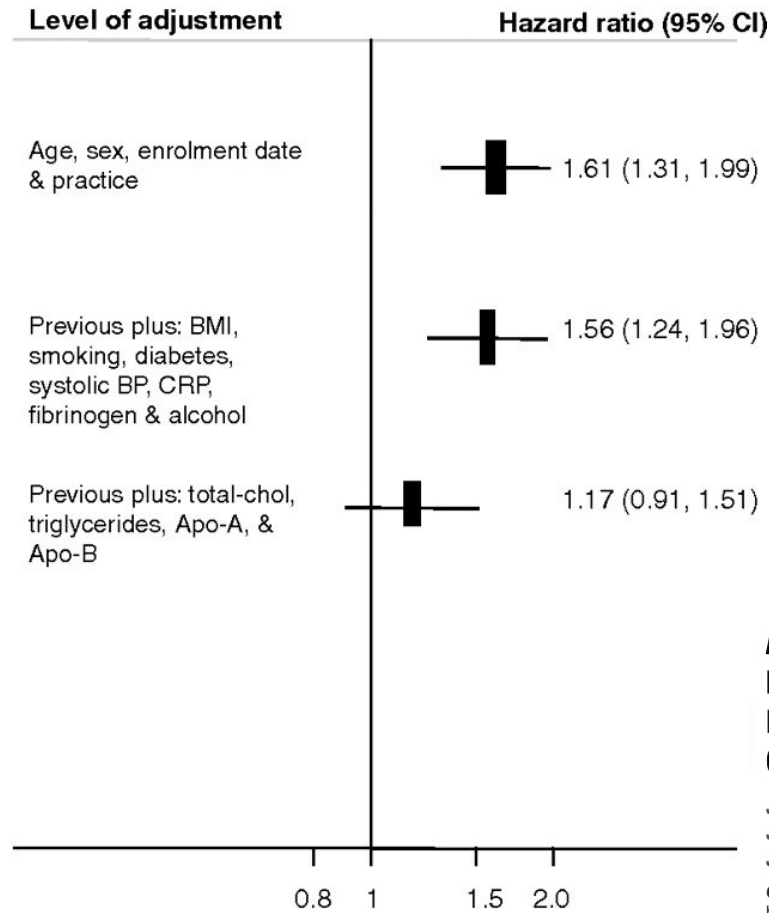 Level of adjustment
Hazard ratio (95% CI)
Age, sex, enrolment date
& practice
1.61 (1.31, 1.99)
Previous plus: BMI,
smoking, diabetes,
systolic BP, CRP,
fibrinogen & alcohol
1.56 (1.24, 1.96)
Previous plus: total-chol,
triglycerides, Apo-A, &
Apo-B
1.17 (0.91, 1.51)
0.8 1 1.5 2.0